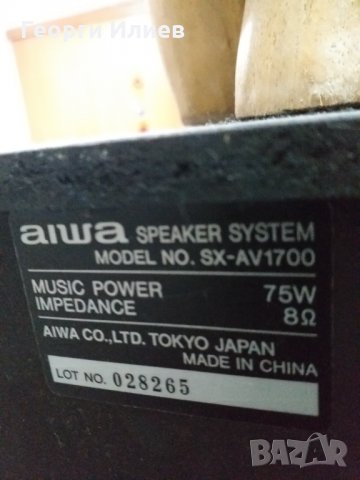 Георги Илиев
aiwa SPEAKER SYSTEM
MODEL NO. SX-AV1700
MUSIC POWER 75W
IMPEDANCE 8Ω
AIWA CO.,LTD. TOKYO JAPAN
MADE IN CHINA
LOT NO. 028265
BAZAR